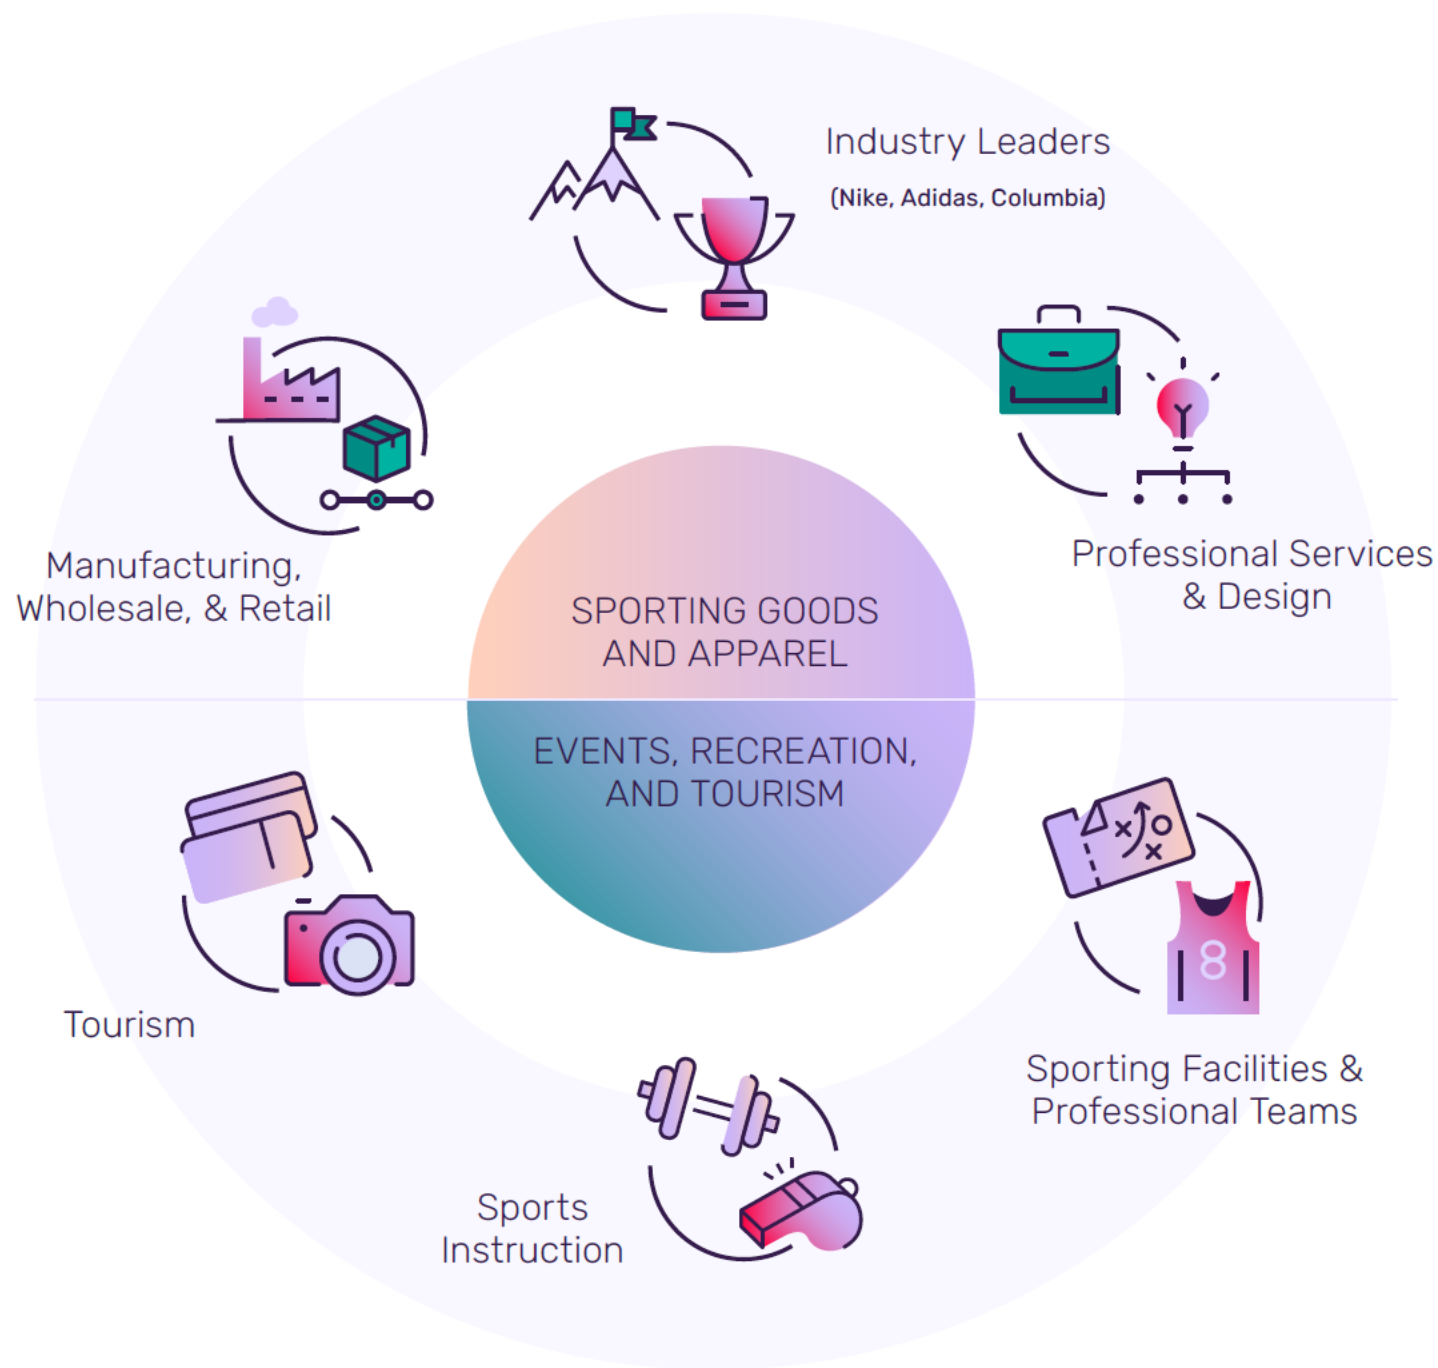 Industry Leaders
(Nike, Adidas, Columbia)
Manufacturing,
Wholesale, & Retail
Professional Services
& Design
SPORTING GOODS
AND APPAREL
EVENTS, RECREATION,
AND TOURISM
Tourism
8
Sporting Facilities &
Professional Teams
Sports
Instruction